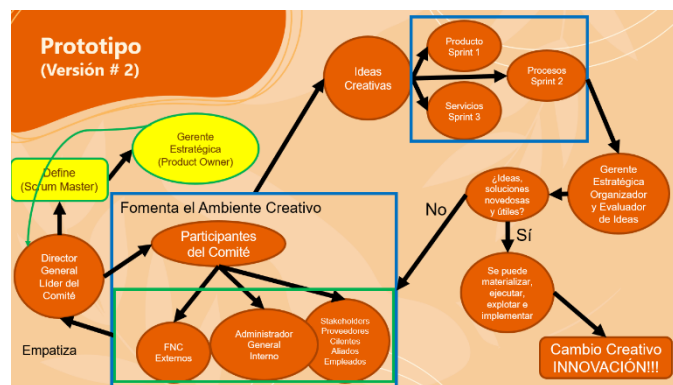 Prototipo
(Versión # 2)
Ideas
Creativas
Producto
Sprint 1
Procesos
Sprint 2
Servicios
Sprint 3
Gerente
Estratégica
(Product Owner)
Define
(Scrum Master)
Fomenta el Ambiente Creativo
Participantes
del Comité
Director
General
Líder del
Comité
Empatiza
FNC
Externos
Administrador
General
Interno
Stakeholders
Proveedores
Cilentes
Aliados
Empleados
No
¿Ideas,
soluciones
novedosas
y útiles?
Sí
Gerente
Estratégica
Organizador
y Evaluador
de Ideas
Se puede
materializar,
ejecutar,
explotar e
implementar
Cambio Creativo
INNOVACIÓN!!!